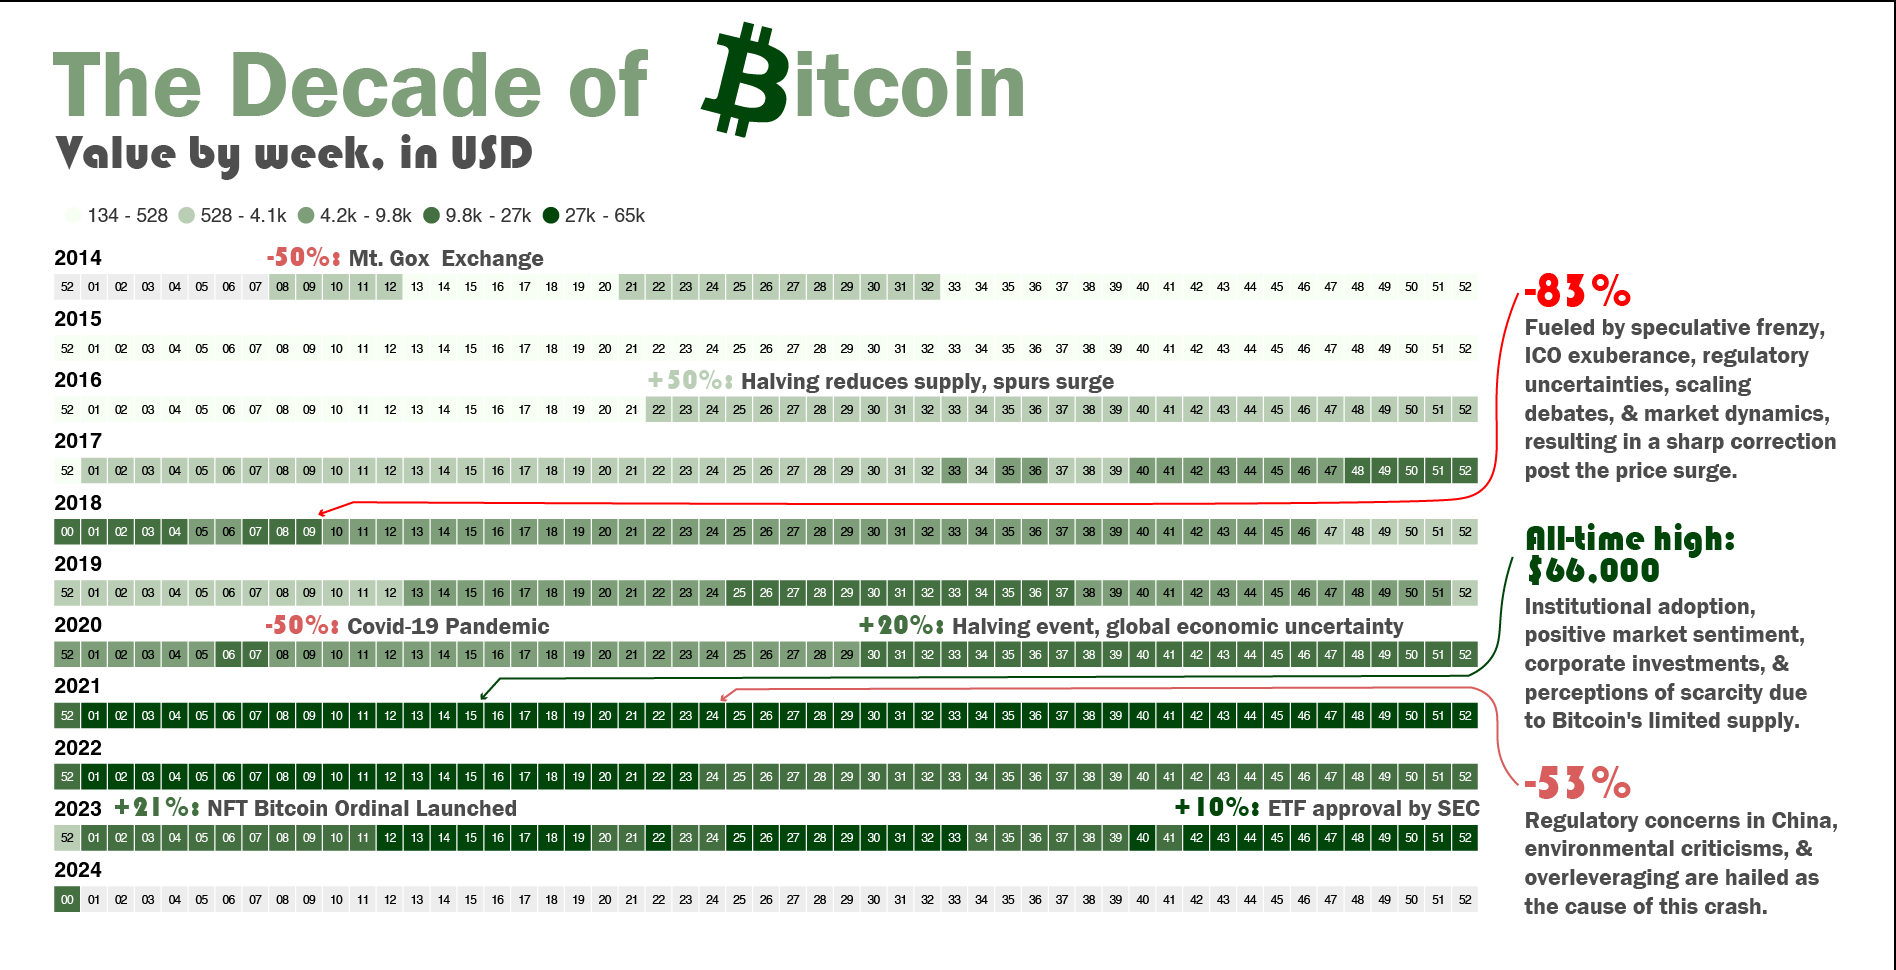 The Decade of Bitcoin
Value by week, in USD
134 - 528 528 - 4.1k 4.2k - 9.8k 9.8k - 27k 27k - 65k
2014 -50%: Mt. Gox Exchange
52 01 02 03 04 05 06 07 08 09 10 11 12 13 14 15 16 17 18 19 20 21 22 23 24 25 26 27 28 29 30 31 32 33 34 35 36 37 38 39 40 41 42 43 44 45 46 47 48 49 50 51 52
2015
52 01 02 03 04 05 06 07 08 09 10 11 12 13 14 15 16 17 18 19 20 21 22 23 24 25 26 27 28 29 30 31 32 33 34 35 36 37 38 39 40 41 42 43 44 45 46 47 48 49 50 51 52
2016 +50%: Halving reduces supply, spurs surge
52 01 02 03 04 05 06 07 08 09 10 11 12 13 14 15 16 17 18 19 20 21 22 23 24 25 26 27 28 29 30 31 32 33 34 35 36 37 38 39 40 41 42 43 44 45 46 47 48 49 50 51 52
2017
52 01 02 03 04 05 06 07 08 09 10 11 12 13 14 15 16 17 18 19 20 21 22 23 24 25 26 27 28 29 30 31 32 33 34 35 36 37 38 39 40 41 42 43 44 45 46 47 48 49 50 51 52
2018
00 01 02 03 04 05 06 07 08 09 10 11 12 13 14 15 16 17 18 19 20 21 22 23 24 25 26 27 28 29 30 31 32 33 34 35 36 37 38 39 40 41 42 43 44 45 46 47 48 49 50 51 52
2019
52 01 02 03 04 05 06 07 08 09 10 11 12 13 14 15 16 17 18 19 20 21 22 23 24 25 26 27 28 29 30 31 32 33 34 35 36 37 38 39 40 41 42 43 44 45 46 47 48 49 50 51 52
2020 -50%: Covid-19 Pandemic +20%: Halving event, global economic uncertainty
52 01 02 03 04 05 06 07 08 09 10 11 12 13 14 15 16 17 18 19 20 21 22 23 24 25 26 27 28 29 30 31 32 33 34 35 36 37 38 39 40 41 42 43 44 45 46 47 48 49 50 51 52
2021
52 01 02 03 04 05 06 07 08 09 10 11 12 13 14 15 16 17 18 19 20 21 22 23 24 25 26 27 28 29 30 31 32 33 34 35 36 37 38 39 40 41 42 43 44 45 46 47 48 49 50 51 52
2022
52 01 02 03 04 05 06 07 08 09 10 11 12 13 14 15 16 17 18 19 20 21 22 23 24 25 26 27 28 29 30 31 32 33 34 35 36 37 38 39 40 41 42 43 44 45 46 47 48 49 50 51 52
2023 +21%: NFT Bitcoin Ordinal Launched +10%: ETF approval by SEC
52 01 02 03 04 05 06 07 08 09 10 11 12 13 14 15 16 17 18 19 20 21 22 23 24 25 26 27 28 29 30 31 32 33 34 35 36 37 38 39 40 41 42 43 44 45 46 47 48 49 50 51 52
2024
00 01 02 03 04 05 06 07 08 09 10 11 12 13 14 15 16 17 18 19 20 21 22 23 24 25 26 27 28 29 30 31 32 33 34 35 36 37 38 39 40 41 42 43 44 45 46 47 48 49 50 51 52
-83%
Fueled by speculative frenzy,
ICO exuberance, regulatory
uncertainties, scaling
debates, & market dynamics,
resulting in a sharp correction
post the price surge.
All-time high:
$66,000
Institutional adoption,
positive market sentiment,
corporate investments, &
perceptions of scarcity due
to Bitcoin's limited supply.
-53%
Regulatory concerns in China,
environmental criticisms, &
overleveraging are hailed as
the cause of this crash.